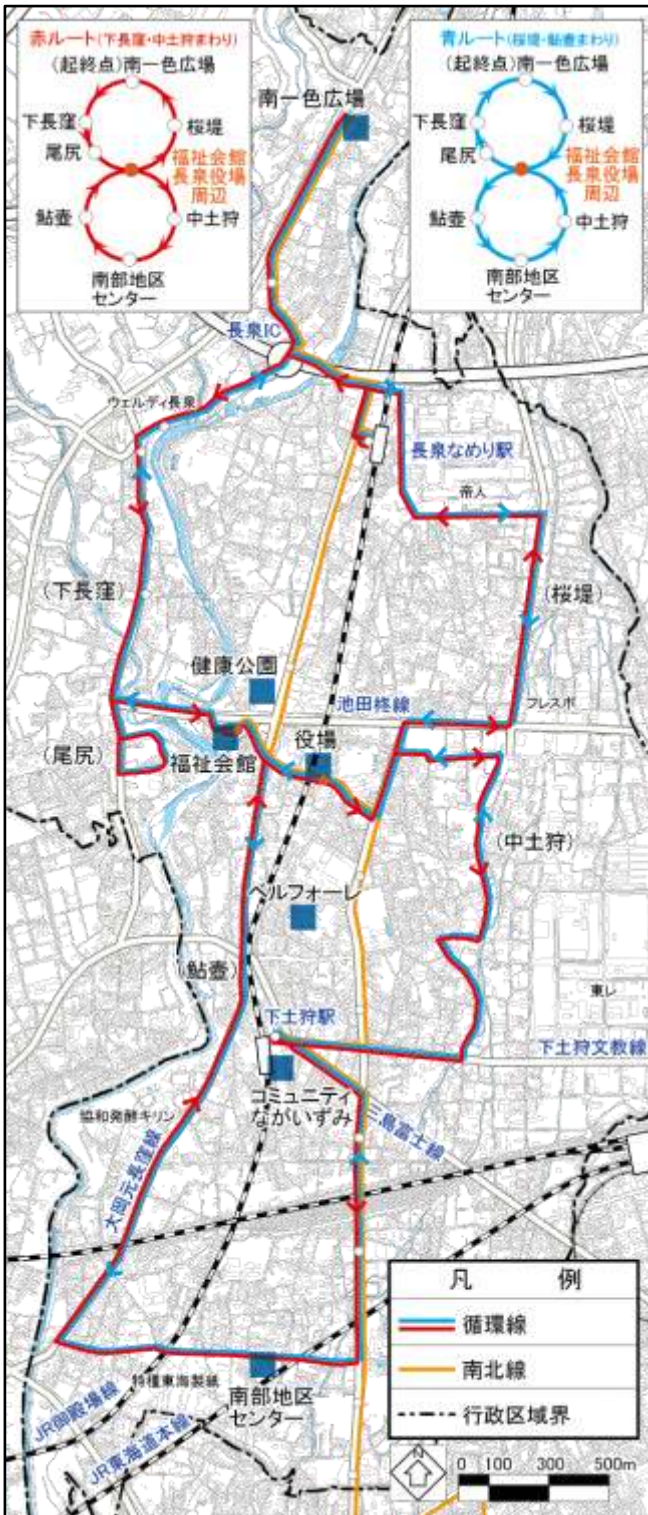 赤ルート(下長窪・中土狩まわり)
(起終点)南一色広場
下長窪
桜堤
尾尻
福祉会館
長泉役場
周辺
鮎壺
中土狩
南部地区
センター
青ルート(桜堤・鮎壺まわり)
(起終点)南一色広場
下長窪
桜堤
尾尻
福祉会館
長泉役場
周辺
鮎壺
中土狩
南部地区
センター
南一色広場
長泉IC
ウェルディ長泉
長泉なめり駅
帝人
(下長窪)
(桜堤)
健康公園
池田柊線
フレスポ
(尾尻)
福祉会館
役場
(中土狩)
ベルフォーレ
(鮎壺)
東レ
下土狩駅
下土狩文教線
コミュニティ
ながいずみ
協和発酵キリン
三島富士線
大岡元長窪線
特種東海製紙
南部地区
センター
JR御殿場線
JR東海道本線
凡 例
循環線
南北線
行政区域界
N
0 100 300 500m